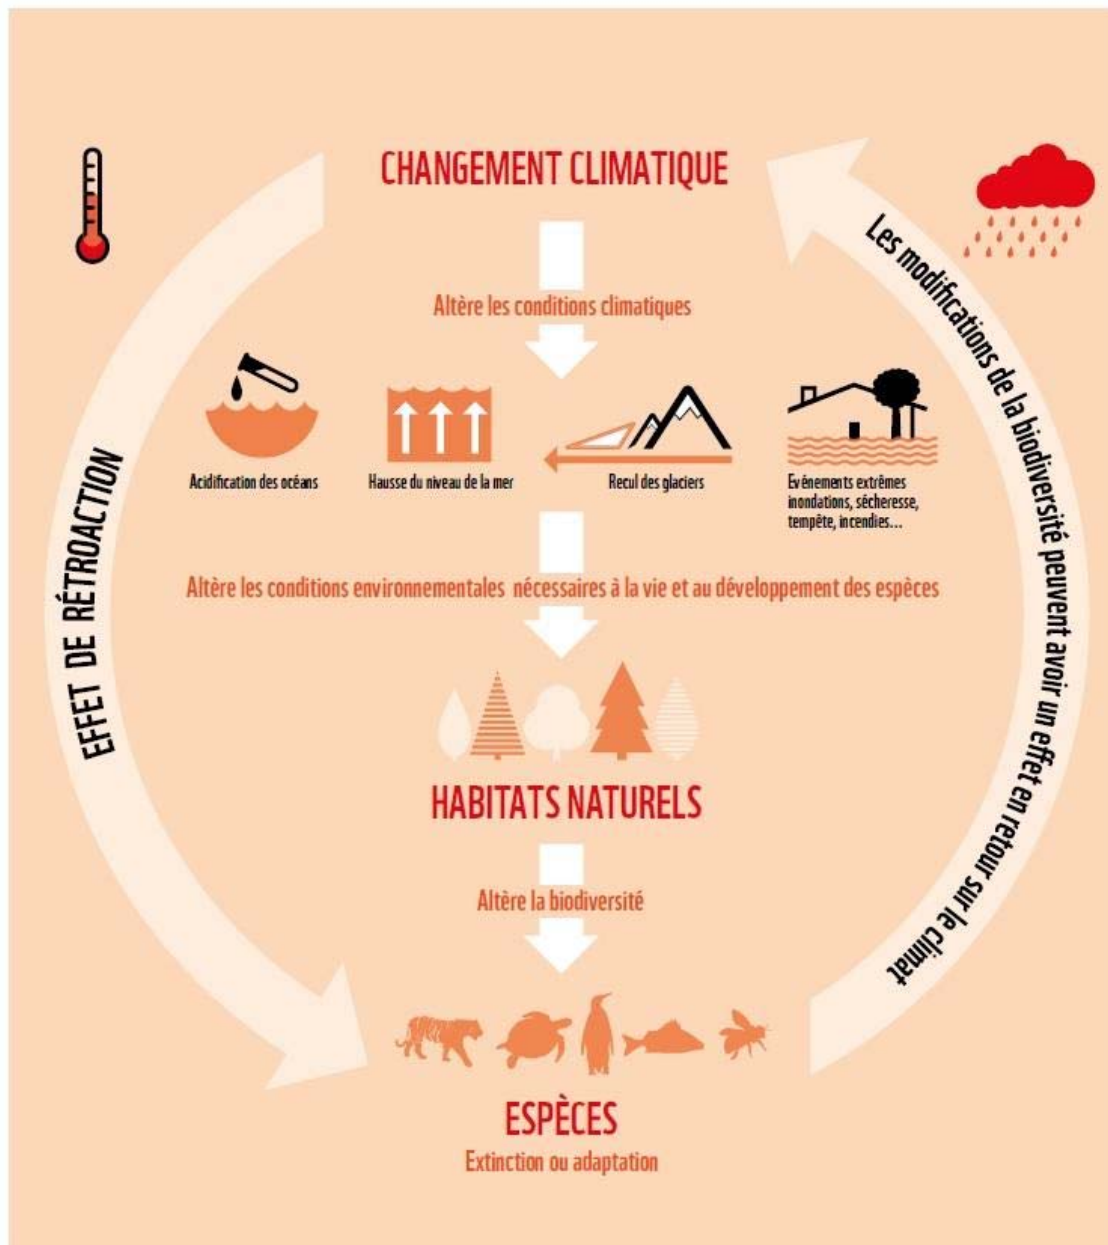 CHANGEMENT CLIMATIQUE
Altère les conditions climatiques
Acidification des océans
Hausse du niveau de la mer
Recul des glaciers
Evénements extrêmes
inondations, sécheresse,
tempête, incendies...
Altère les conditions environnementales nécessaires à la vie et au développement des espèces
HABITATS NATURELS
Altère la biodiversité
ESPÈCES
Extinction ou adaptation
EFFET DE RÉTROACTION
Les modifications de la biodiversité peuvent avoir un effet en retour sur le climat